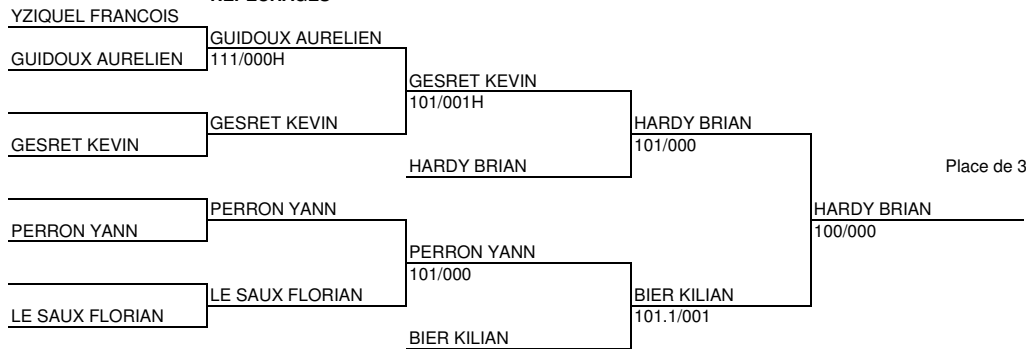 YZIQUEL FRANCOIS
GUIDOUX AURELIEN
GUIDOUX AURELIEN
111/000H
GESRET KEVIN
101/001H
GESRET KEVIN
GESRET KEVIN
HARDY BRIAN
101/000
HARDY BRIAN
Place de 3
PERRON YANN
PERRON YANN
HARDY BRIAN
100/000
PERRON YANN
101/000
LE SAUX FLORIAN
LE SAUX FLORIAN
BIER KILIAN
101.1/001
BIER KILIAN